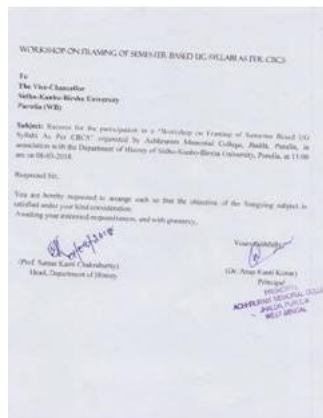 WORKSHOP ON FRAMING OF SEMESTER BASED UG SYLLABI AS PER CBCS
To
The Vice-Chancellor
Sidho-Kanho-Birsha University
Purulia (WB)
Subject: Request for the participation in a "Workshop on Framing of Semester Based UG
Syllabi As Per CBCS" organized by Achhruram Memorial College, Jhalda, Purulia, in
association with the Department of History of Sidho-Kanho-Birsha University, Purulia, at 11:00
am on 08-05-2018.
Respected Sir,
You are hereby requested to arrange such so that the objective of the foregoing subject is
satisfied under your kind consideration.
Awaiting your esteemed and with
Yours faithfully
(Prof. Kanti Chakraborty)
Head, Department of History
(Dr. Kanti Konar)
Principal
PRINCIPAL
ACHHRURAM MEMORIAL COLLEGE
JHALDA, PURULIA
WEST BENGAL